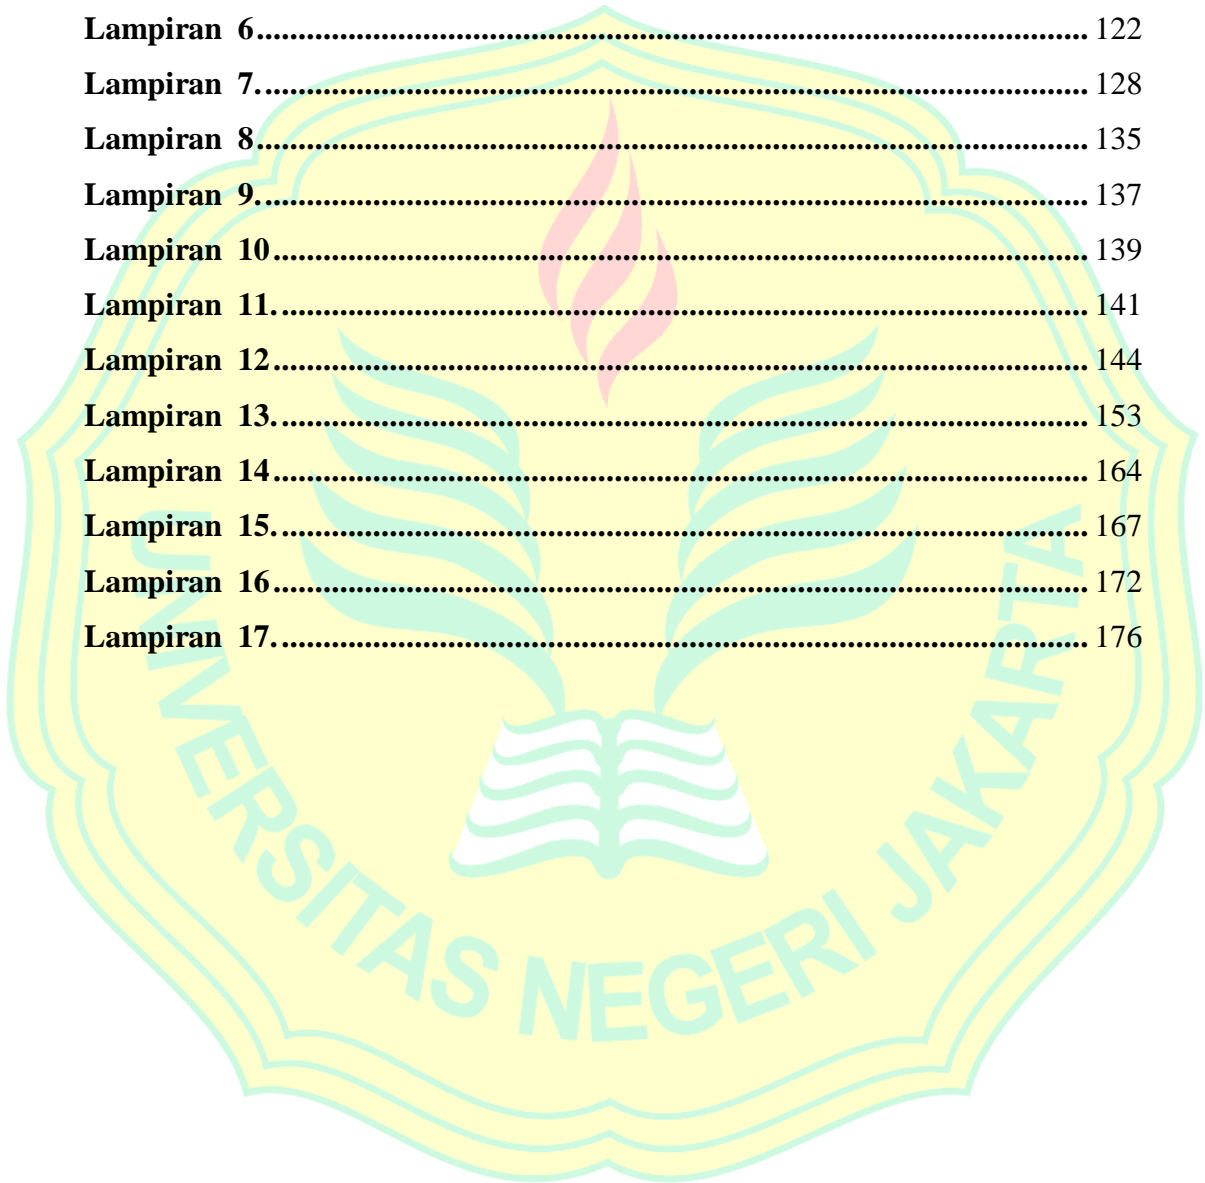 Lampiran 6.................................................................................................... 122
Lampiran 7.................................................................................................... 128
Lampiran 8.................................................................................................... 135
Lampiran 9.................................................................................................... 137
Lampiran 10.................................................................................................. 139
Lampiran 11.................................................................................................. 141
Lampiran 12.................................................................................................. 144
Lampiran 13.................................................................................................. 153
Lampiran 14.................................................................................................. 164
Lampiran 15.................................................................................................. 167
Lampiran 16.................................................................................................. 172
Lampiran 17.................................................................................................. 176
UNIVERSITAS NEGERI JAKARTA